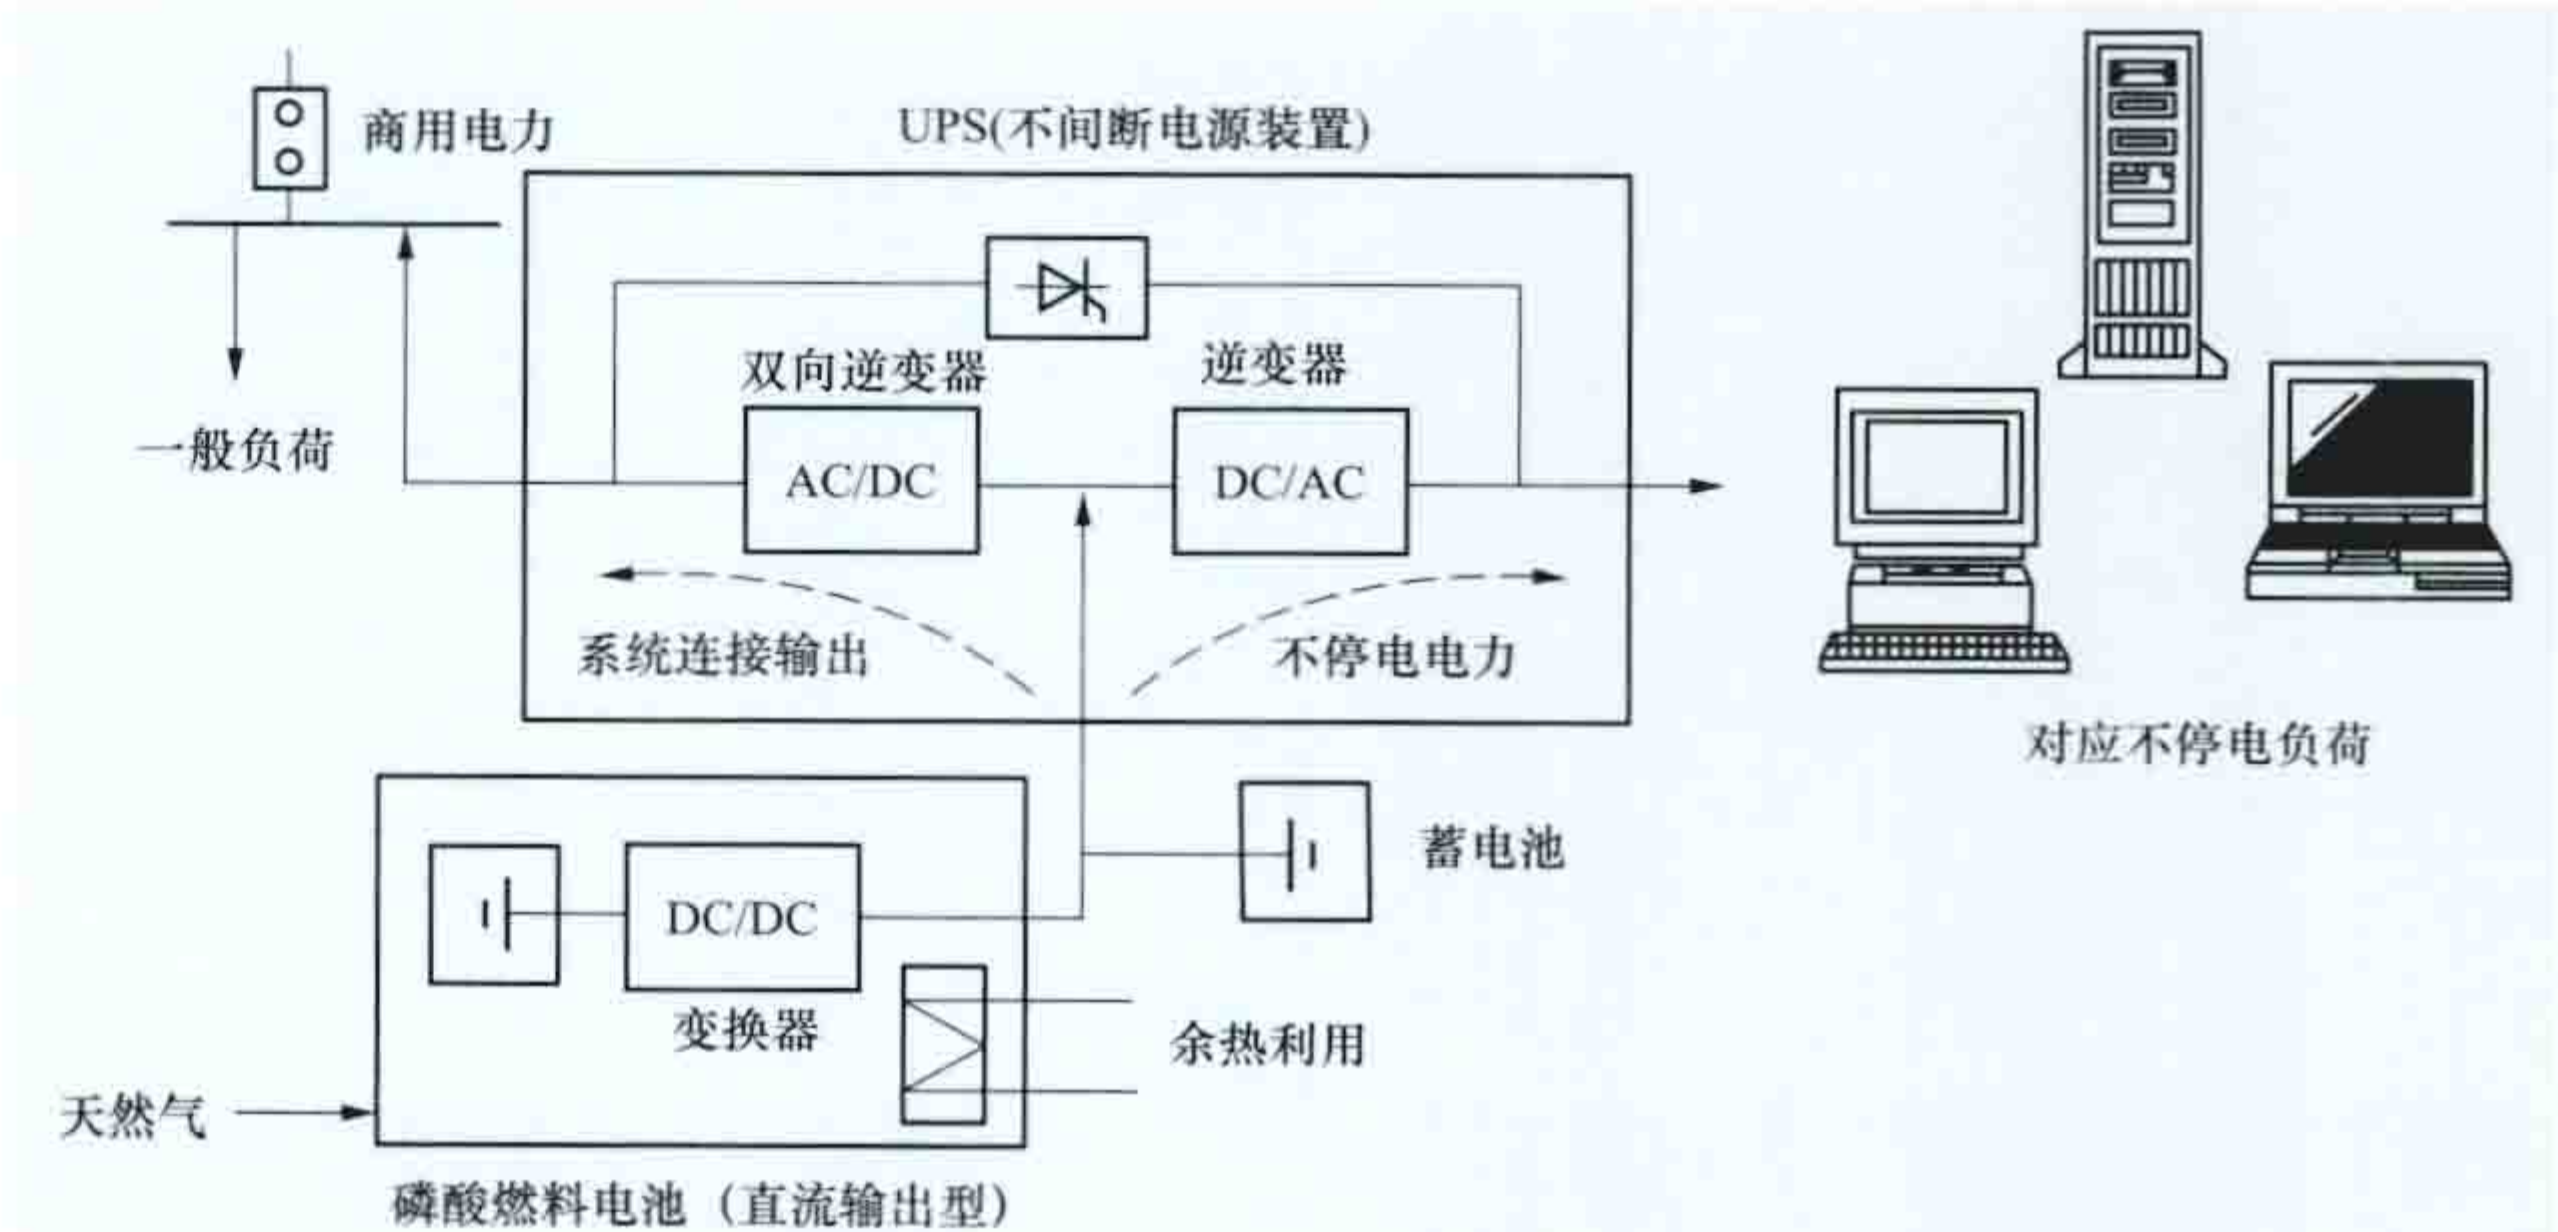 商用电力
UPS(不间断电源装置)
双向逆变器
逆变器
一般负荷
AC/DC
DC/AC
系统连接输出
不停电电力
对应不停电负荷
蓄电池
DC/DC
变换器
余热利用
天然气
磷酸燃料电池（直流输出型）